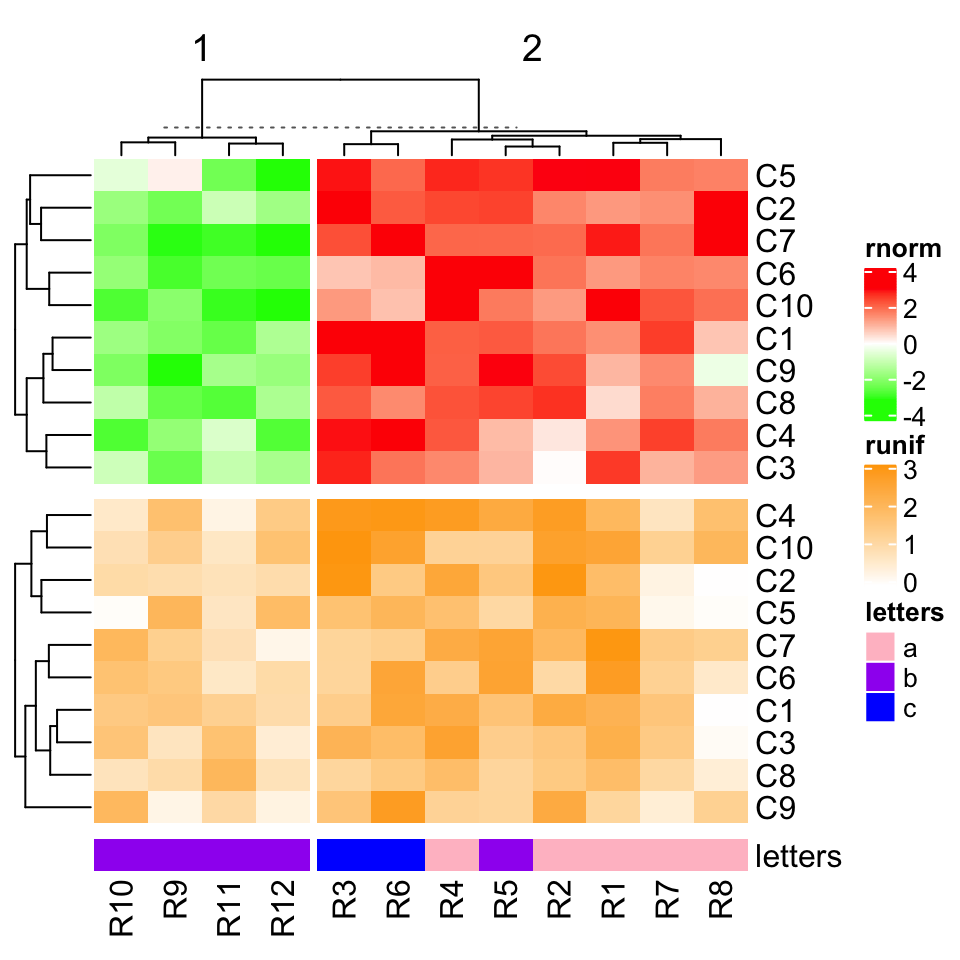 1 2
C5
C2
C7
C6
C10
C1
C9
C8
C4
C3
C4
C10
C2
C5
C7
C6
C1
C3
C8
C9
letters
R10 R9 R11 R12 R3 R6 R4 R5 R2 R1 R7 R8
rnorm
4
2
0
-2
-4
runif
3
2
1
0
letters
a
b
c